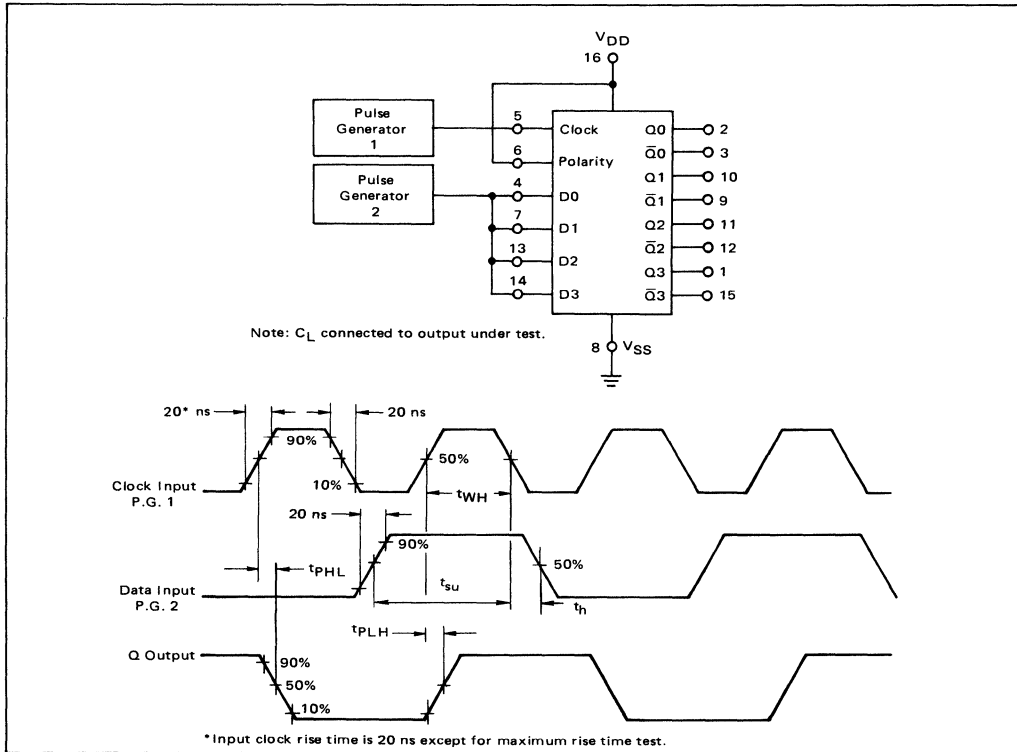 VDD
16
Pulse
Generator
1
5
Clock
Q0
2
Q̅0
3
6
Polarity
Q1
10
Pulse
Generator
2
4
D0
Q̅1
9
7
D1
Q2
11
Q̅2
12
13
D2
Q3
1
14
D3
Q̅3
15
Note: CL connected to output under test.
8
VSS
20* ns
20 ns
90%
50%
10%
Clock Input
P.G. 1
tWH
20 ns
90%
tPHL
50%
tsu
Data Input
P.G. 2
th
tPLH
Q Output
90%
50%
10%
*Input clock rise time is 20 ns except for maximum rise time test.